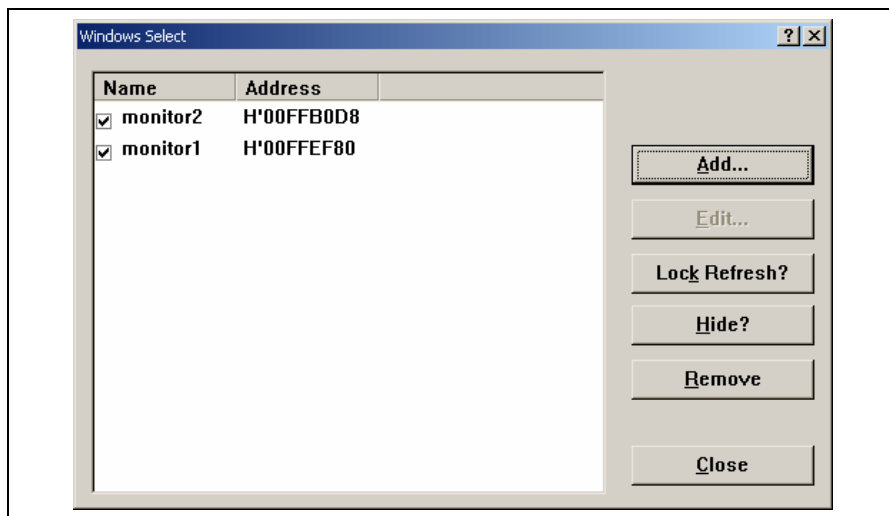 Windows Select
Name Address
monitor2 H'00FFB0D8
monitor1 H'00FFEF80
Add...
Edit...
Lock Refresh?
Hide?
Remove
Close